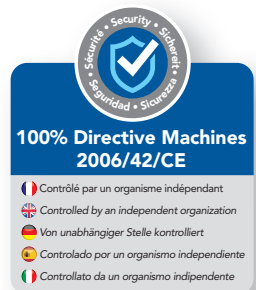 Sécurité • Security • Sichereit • Sicurezza • Seguridad •
100% Directive Machines
2006/42/CE
Contrôlé par un organisme indépendant
Controlled by an independent organization
Von unabhängiger Stelle kontrolliert
Controlado por un organismo independiente
Controllato da un organismo indipendente